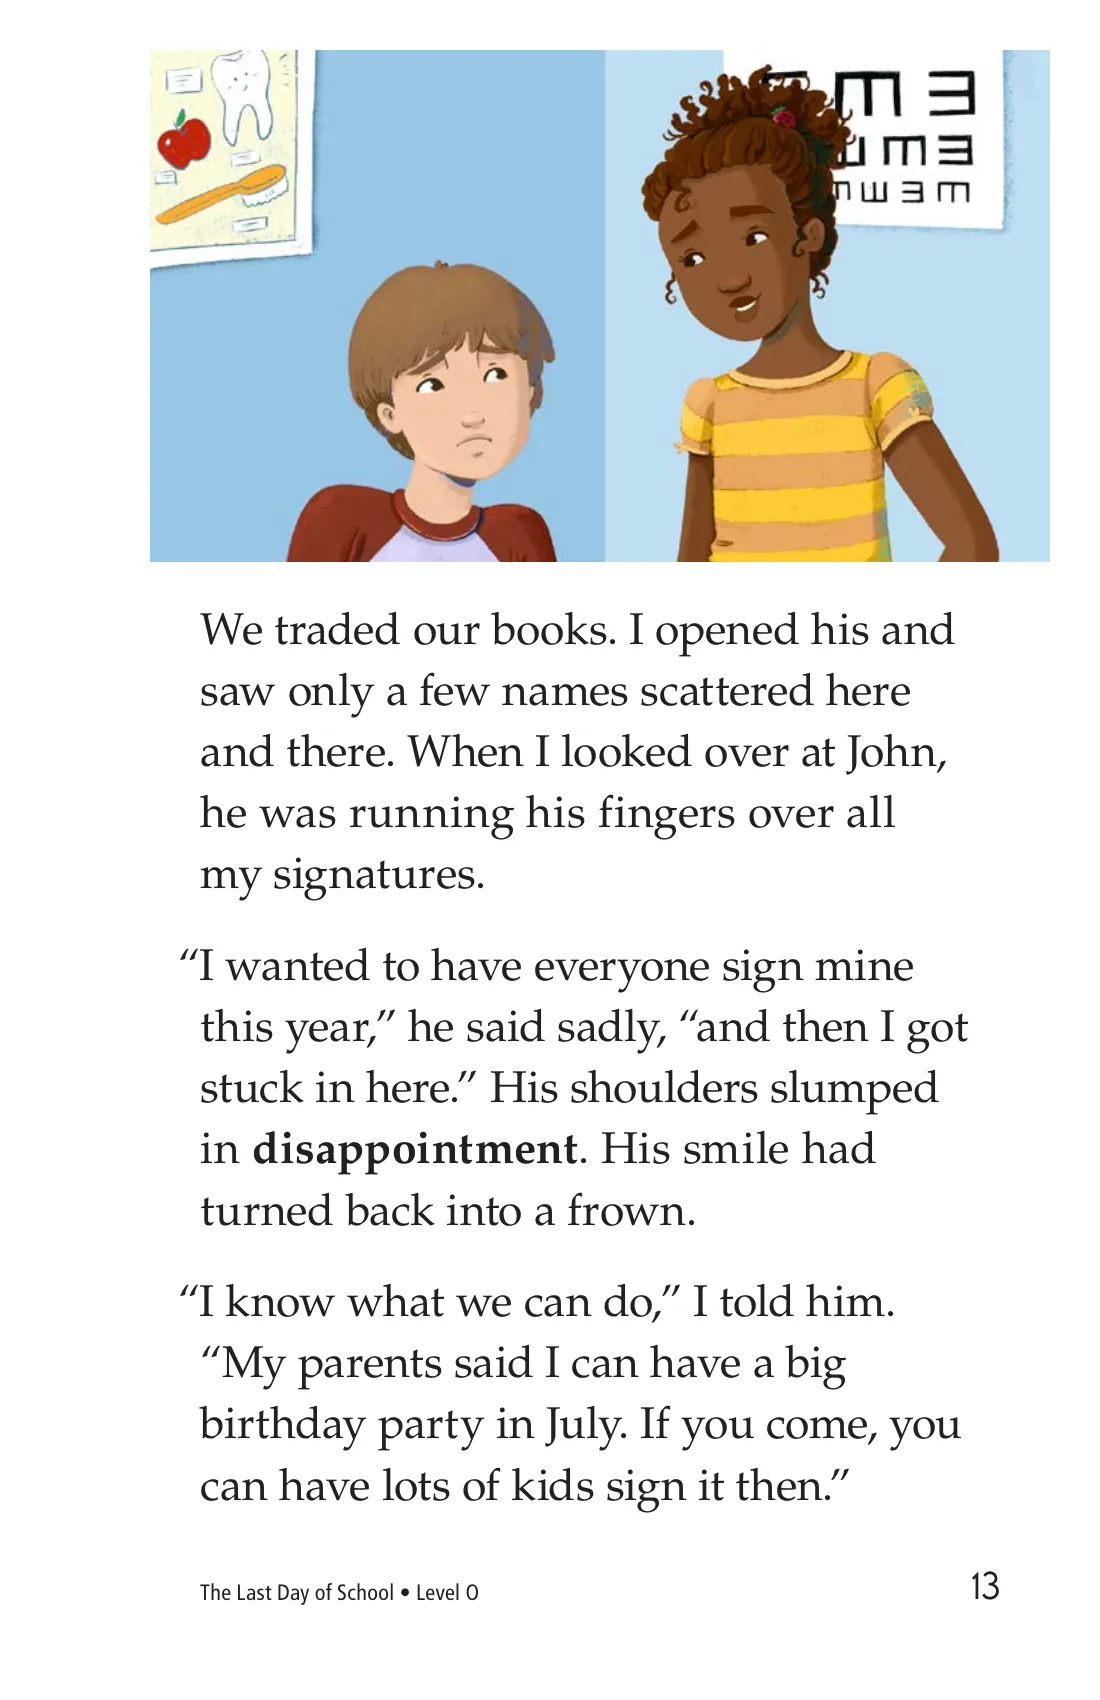 m E
E m E
m w E m
We traded our books. I opened his and
saw only a few names scattered here
and there. When I looked over at John,
he was running his fingers over all
my signatures.
“I wanted to have everyone sign mine
this year,” he said sadly, “and then I got
stuck in here.” His shoulders slumped
in disappointment. His smile had
turned back into a frown.
“I know what we can do,” I told him.
“My parents said I can have a big
birthday party in July. If you come, you
can have lots of kids sign it then.”
The Last Day of School • Level O
13